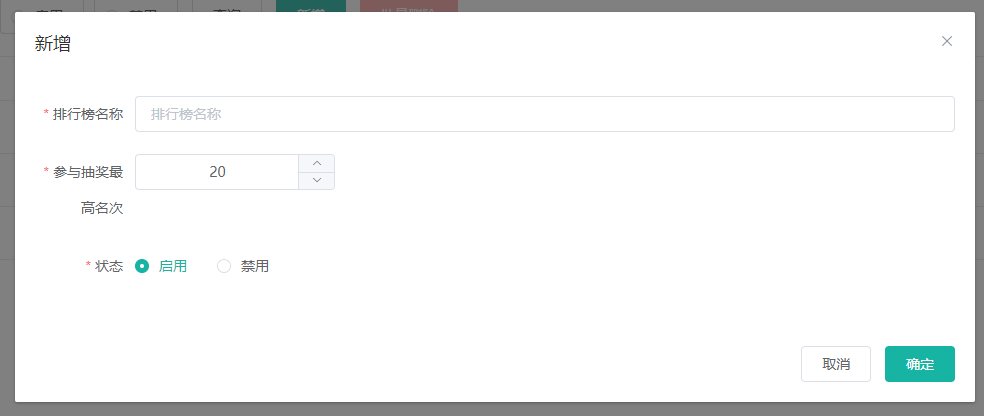 新增
* 排行榜名称
排行榜名称
* 参与抽奖最
高名次
20
* 状态
启用
禁用
取消
确定